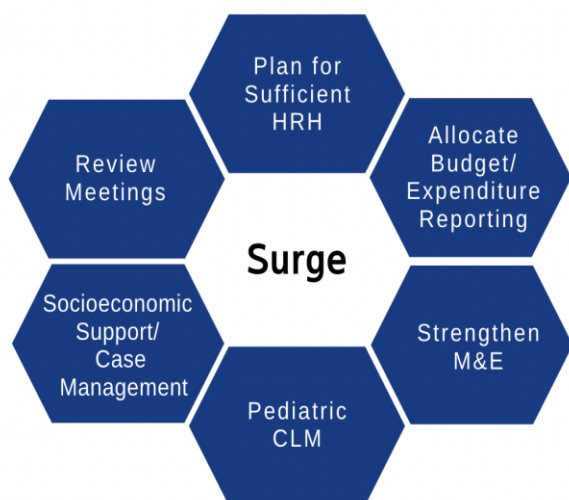 Plan for
Sufficient
HRH
Allocate
Budget/
Expenditure
Reporting
Strengthen
M&E
Pediatric
CLM
Socioeconomic
Support/
Case
Management
Review
Meetings
Surge